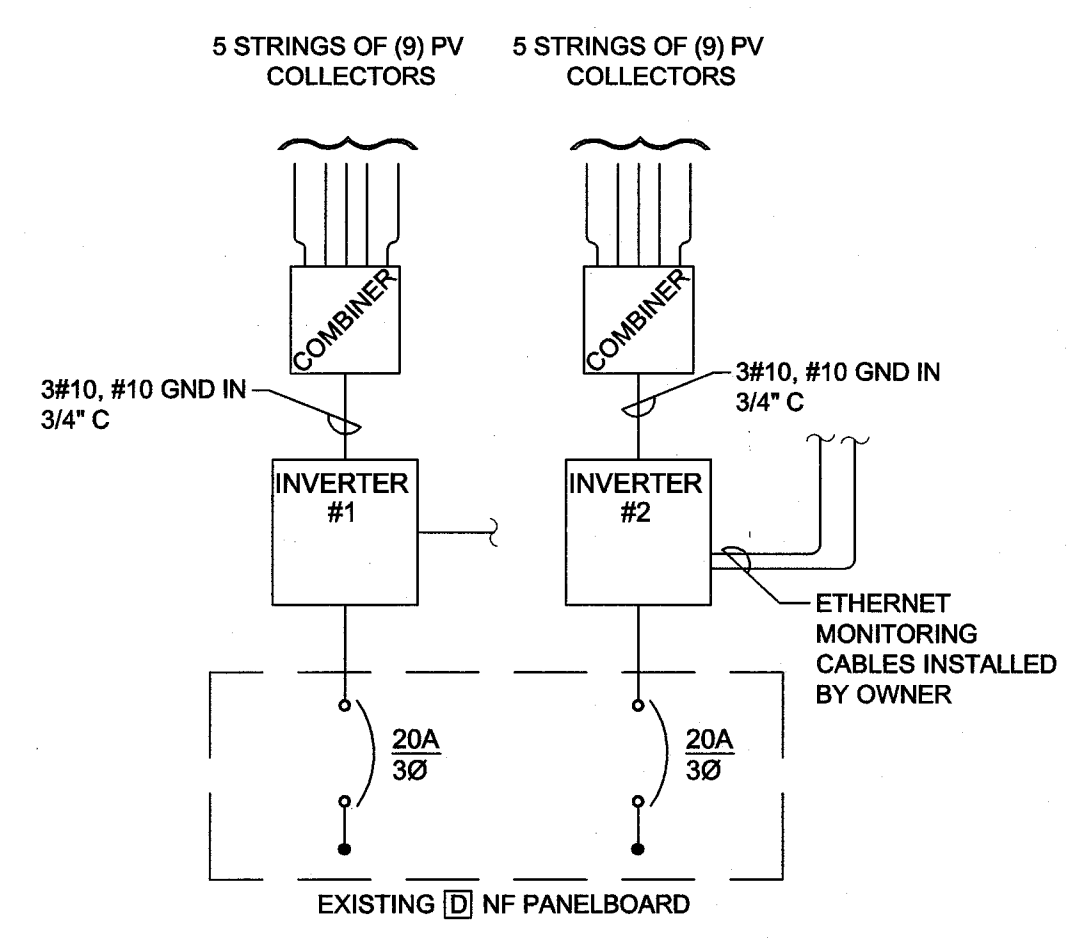 5 STRINGS OF (9) PV
COLLECTORS
5 STRINGS OF (9) PV
COLLECTORS
COMBINER
COMBINER
3#10, #10 GND IN
3/4" C
3#10, #10 GND IN
3/4" C
INVERTER
#1
INVERTER
#2
ETHERNET
MONITORING
CABLES INSTALLED
BY OWNER
20A
3Ø
20A
3Ø
EXISTING D NF PANELBOARD